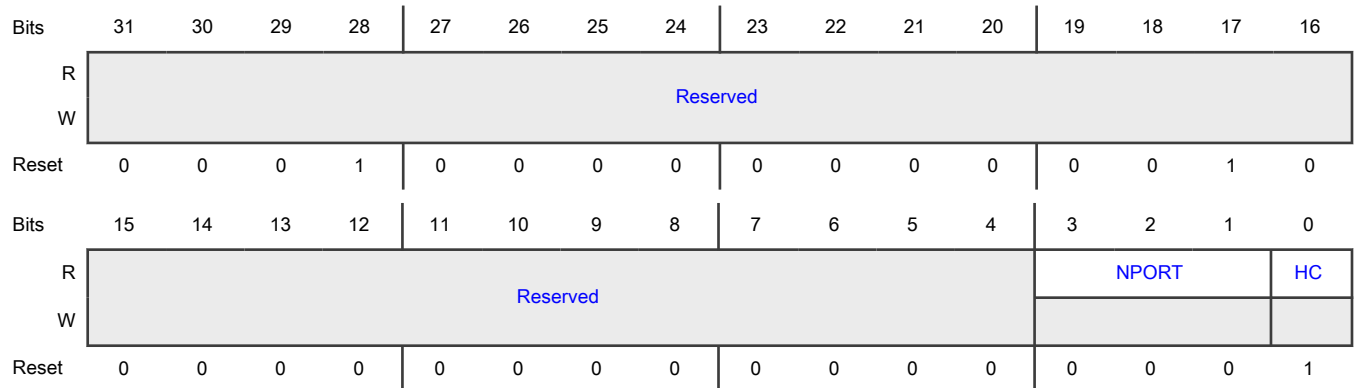 Bits 31 30 29 28 27 26 25 24 23 22 21 20 19 18 17 16
R
Reserved
W
Reset 0 0 0 1 0 0 0 0 0 0 0 0 0 0 1 0
Bits 15 14 13 12 11 10 9 8 7 6 5 4 3 2 1 0
R NPORT HC
Reserved
W
Reset 0 0 0 0 0 0 0 0 0 0 0 0 0 0 0 1